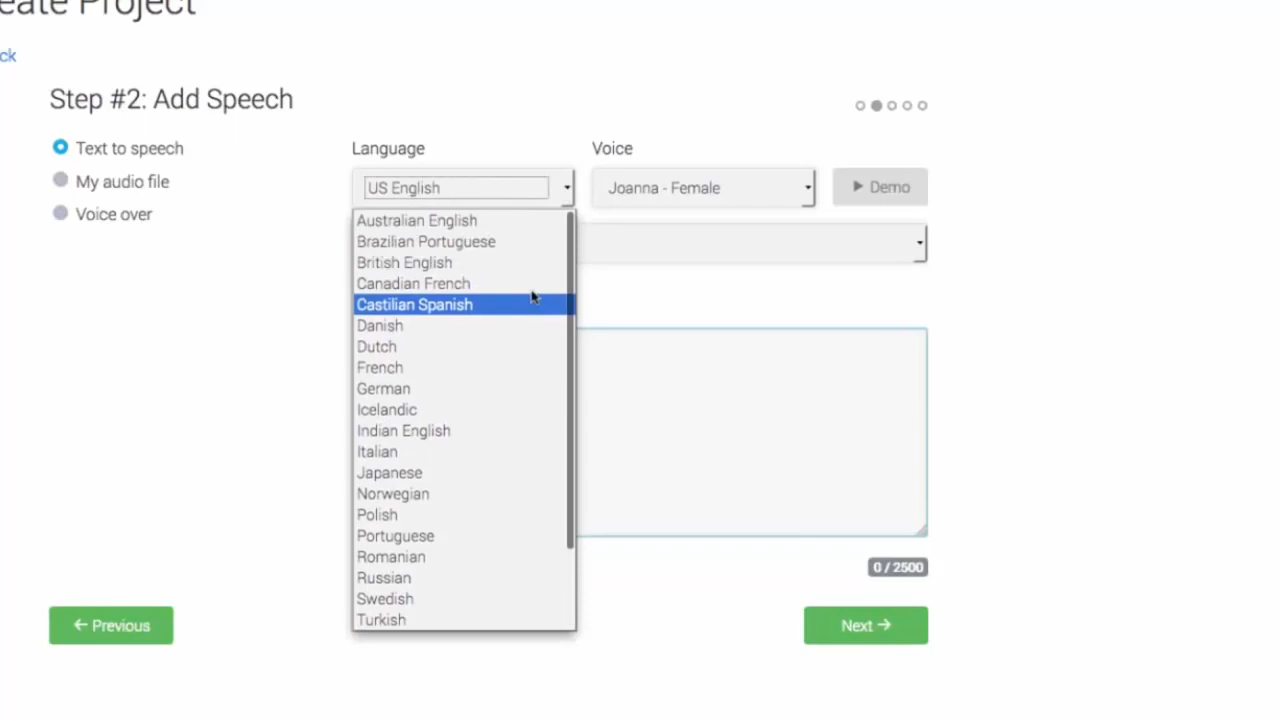 eate Project
ck
Step #2: Add Speech
Text to speech
My audio file
Voice over
Language
US English
Australian English
Brazilian Portuguese
British English
Canadian French
Castilian Spanish
Danish
Dutch
French
German
Icelandic
Indian English
Italian
Japanese
Norwegian
Polish
Portuguese
Romanian
Russian
Swedish
Turkish
Voice
Joanna - Female
Demo
0 / 2500
← Previous
Next →